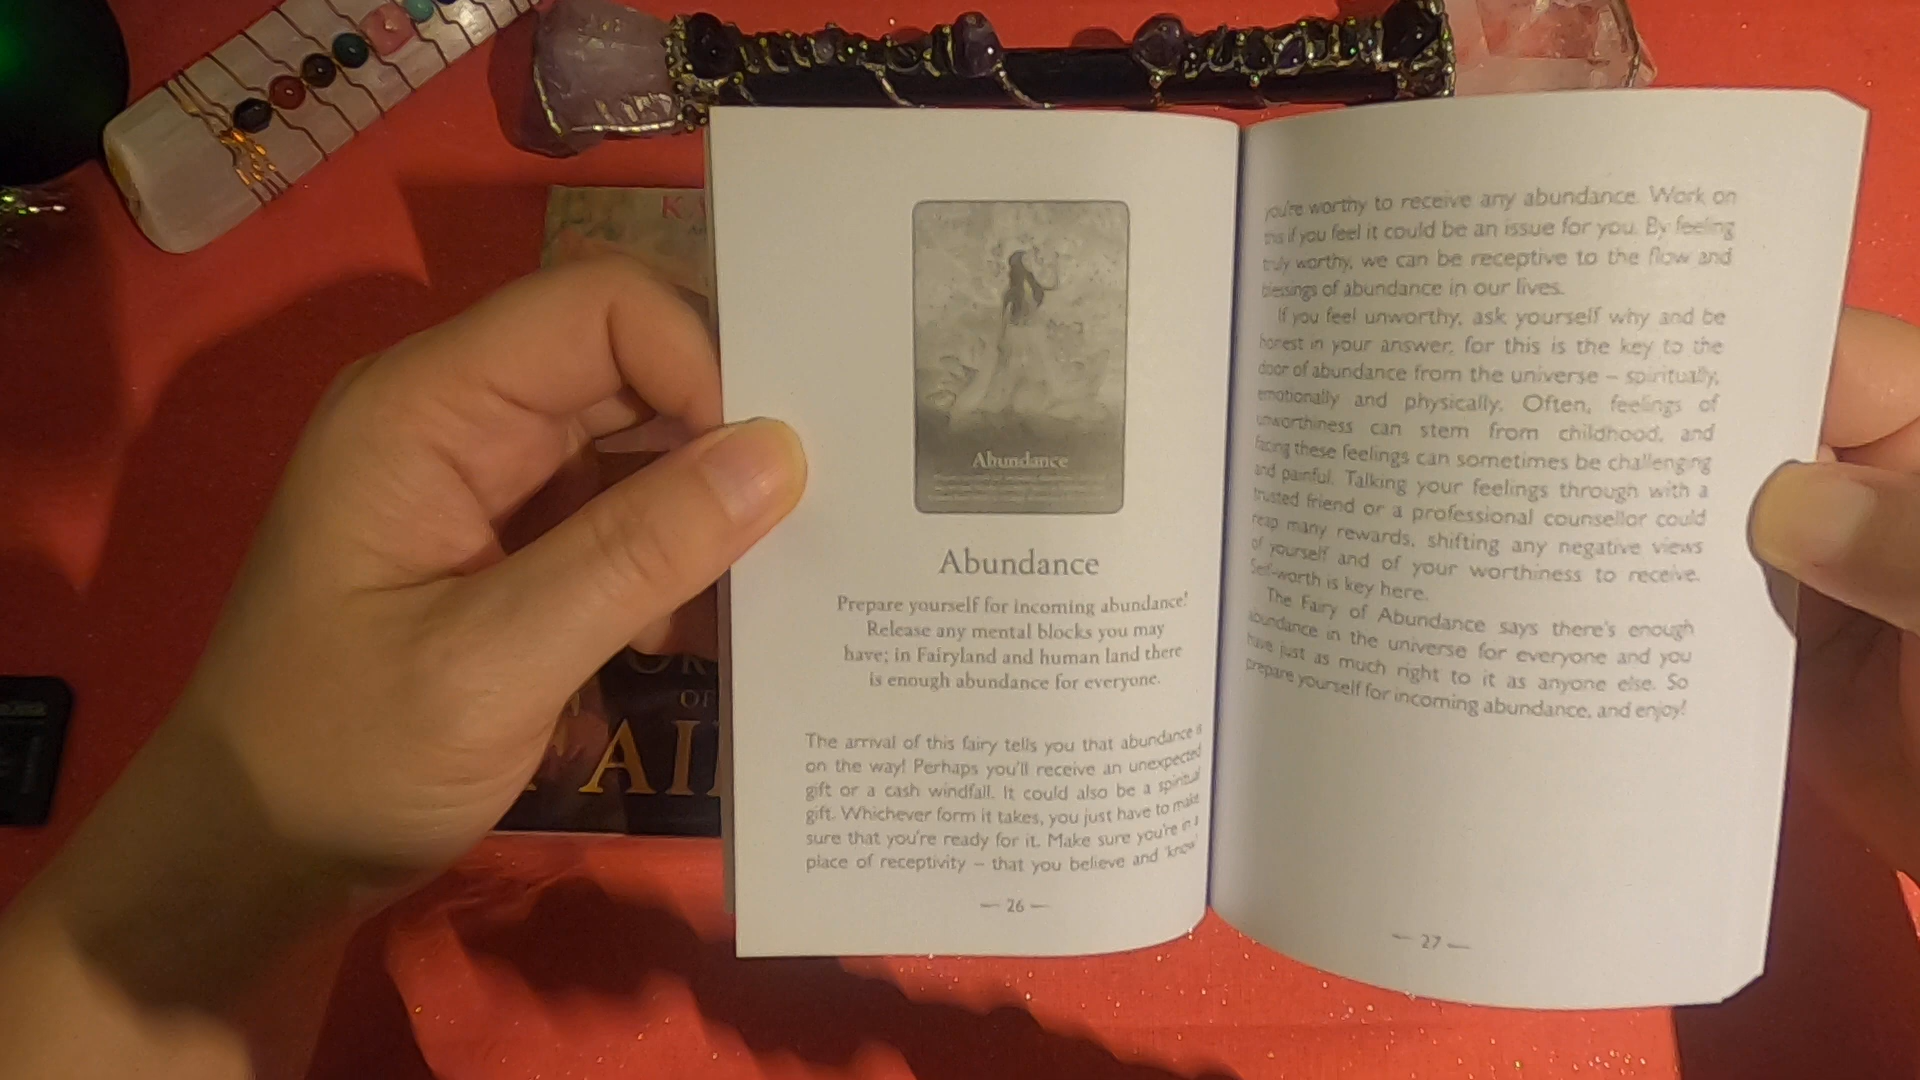 Abundance
Abundance
Prepare yourself for incoming abundance!
Release any mental blocks you may
have; in Fairyland and human land there
is enough abundance for everyone.
The arrival of this fairy tells you that abundance is
on the way! Perhaps you'll receive an unexpected
gift or a cash windfall. It could also be a spiritual
gift. Whichever form it takes, you just have to make
sure that you're ready for it. Make sure you're in a
place of receptivity – that you believe and 'know'
— 26 —
you're worthy to receive any abundance. Work on
this if you feel it could be an issue for you. By feeling
truly worthy, we can be receptive to the flow and
blessings of abundance in our lives.
If you feel unworthy, ask yourself why and be
honest in your answer, for this is the key to the
door of abundance from the universe – spiritually,
emotionally and physically. Often, feelings of
unworthiness can stem from childhood, and
facing these feelings can sometimes be challenging
and painful. Talking your feelings through with a
trusted friend or a professional counsellor could
reap many rewards, shifting any negative views
of yourself and of your worthiness to receive.
Self-worth is key here.
The Fairy of Abundance says there's enough
abundance in the universe for everyone and you
have just as much right to it as anyone else. So
prepare yourself for incoming abundance, and enjoy!
— 27 —